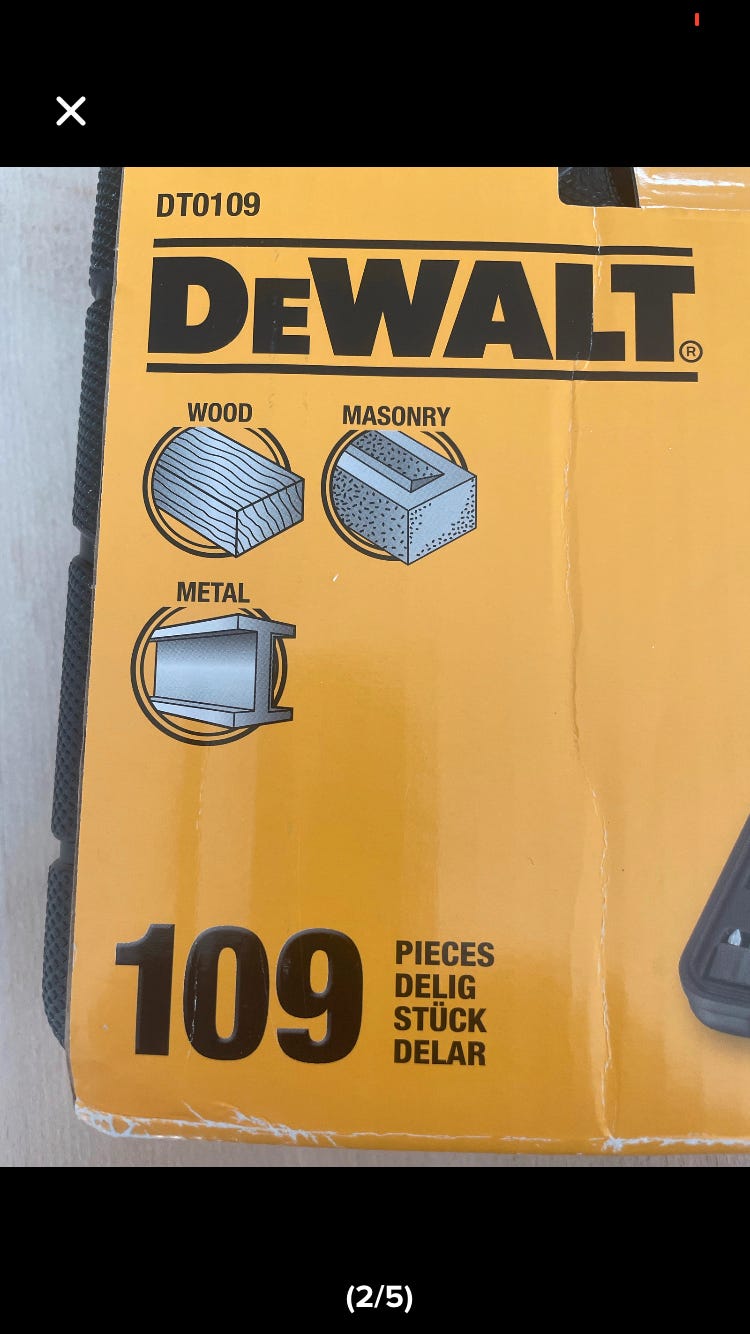 DT0109
DEWALT®
WOOD
MASONRY
METAL
109
PIECES
DELIG
STÜCK
DELAR
(2/5)